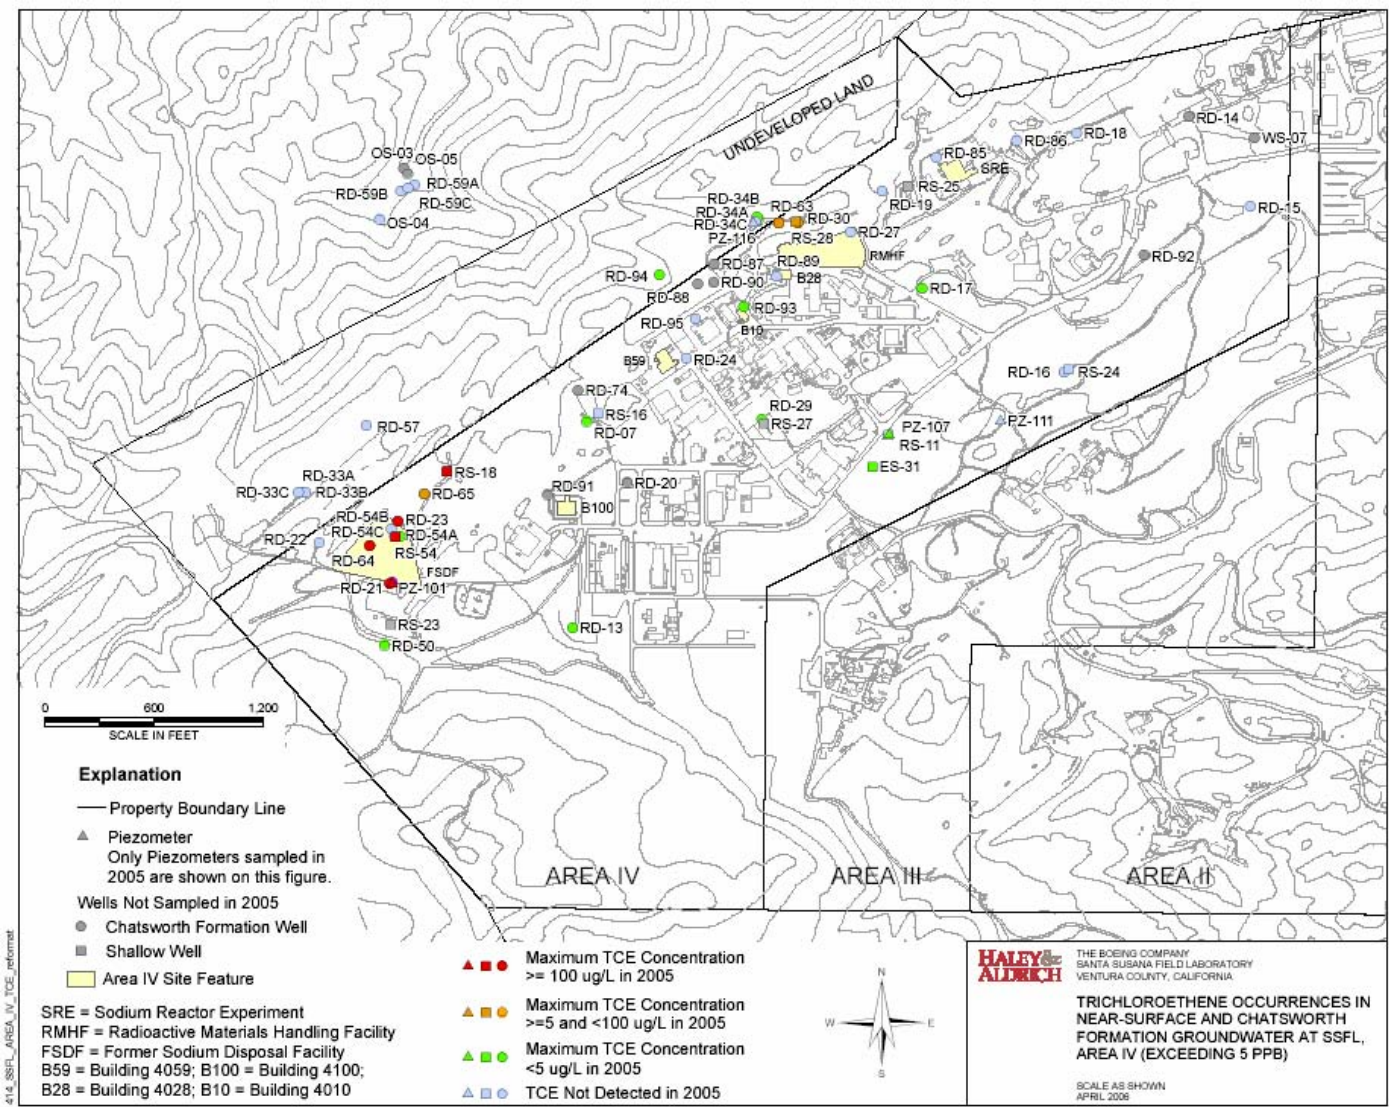 UNDEVELOPED LAND
OS-03
OS-05
RD-59A
RD-59B
RD-59C
OS-04
RD-14
WS-07
RD-18
RD-86
RD-85
SRE
RS-25
RD-19
RD-15
RD-34B
RD-34A
RD-34C
RD-63
RD-30
PZ-116
RS-28
RD-27
RMHF
RD-92
RD-87
RD-89
B28
RD-94
RD-90
RD-88
RD-17
RD-93
B10
RD-95
B59
RD-24
RD-16
RS-24
RD-74
RS-16
RD-07
RD-29
RS-27
PZ-107
RS-11
PZ-111
ES-31
RD-57
RS-18
RD-33A
RD-33C
RD-33B
RD-65
RD-91
RD-20
B100
RD-54B
RD-23
RD-54C
RD-54A
RD-22
RS-54
RD-64
FSDF
RD-21
PZ-101
RS-23
RD-13
RD-50
0 600 1,200
SCALE IN FEET
AREA IV
AREA III
AREA II
Explanation
Property Boundary Line
Piezometer
Only Piezometers sampled in
2005 are shown on this figure.
Wells Not Sampled in 2005
Chatsworth Formation Well
Shallow Well
Area IV Site Feature
SRE = Sodium Reactor Experiment
RMHF = Radioactive Materials Handling Facility
FSDF = Former Sodium Disposal Facility
B59 = Building 4059; B100 = Building 4100;
B28 = Building 4028; B10 = Building 4010
Maximum TCE Concentration
>= 100 ug/L in 2005
Maximum TCE Concentration
>=5 and <100 ug/L in 2005
Maximum TCE Concentration
<5 ug/L in 2005
TCE Not Detected in 2005
N
W E
S
HALEY &
ALDRICH
THE BOEING COMPANY
SANTA SUSANA FIELD LABORATORY
VENTURA COUNTY, CALIFORNIA
TRICHLOROETHENE OCCURRENCES IN
NEAR-SURFACE AND CHATSWORTH
FORMATION GROUNDWATER AT SSFL,
AREA IV (EXCEEDING 5 PPB)
SCALE AS SHOWN
APRIL 2006
414_SSFL_AREA_IV_TCE_reformat